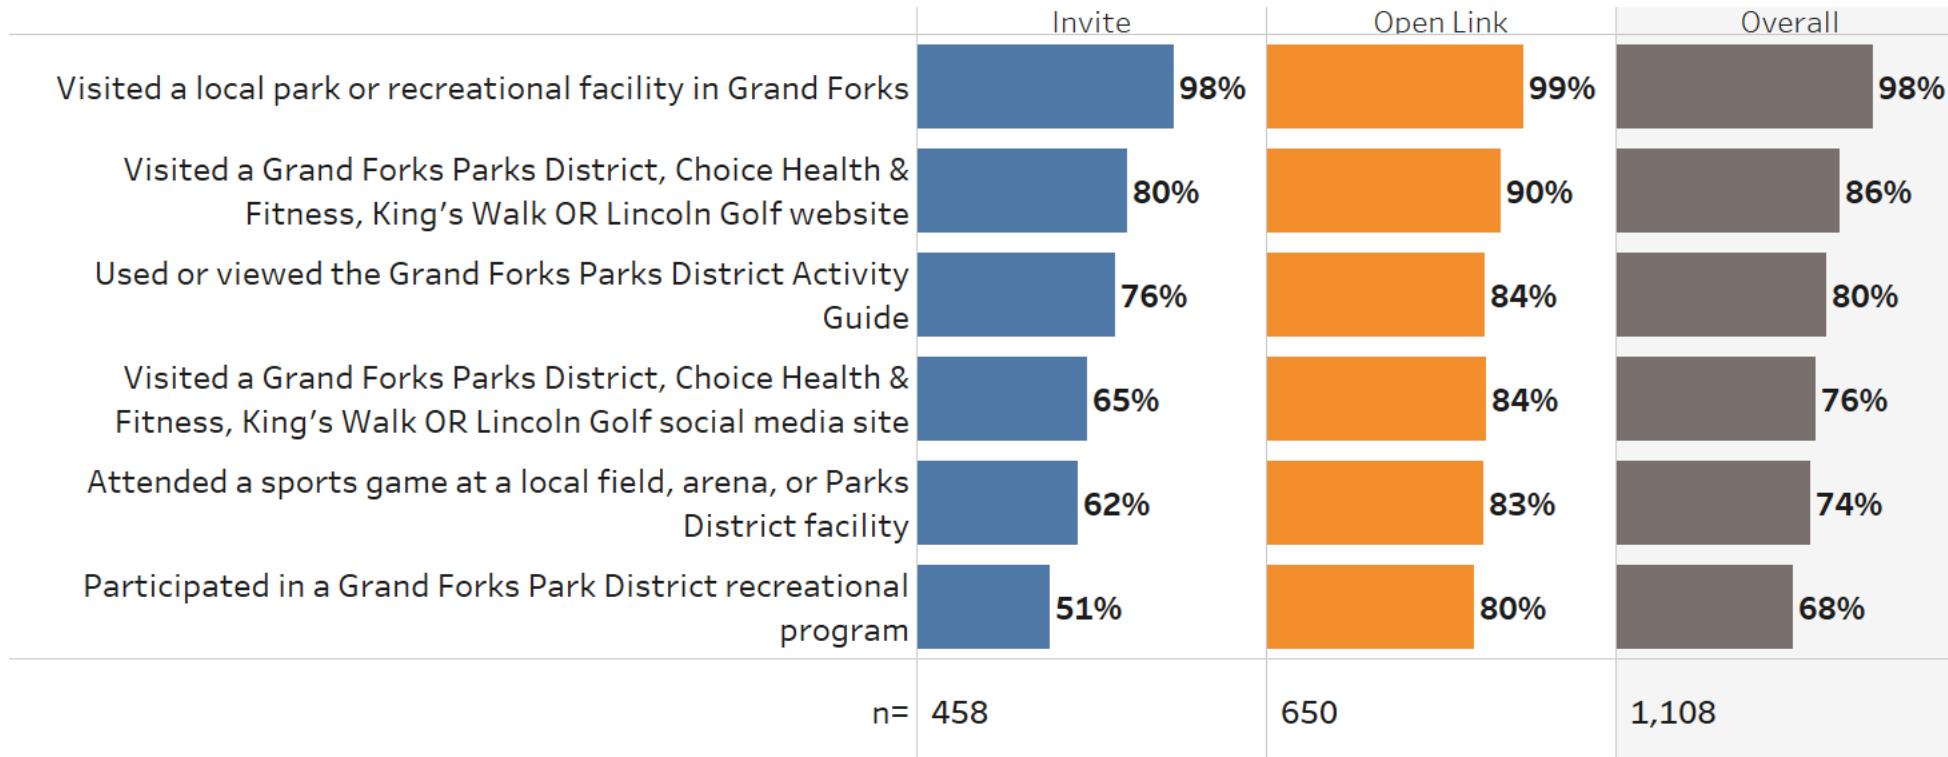 Invite Open Link Overall
Visited a local park or recreational facility in Grand Forks 98% 99% 98%
Visited a Grand Forks Parks District, Choice Health &
Fitness, King's Walk OR Lincoln Golf website 80% 90% 86%
Used or viewed the Grand Forks Parks District Activity
Guide 76% 84% 80%
Visited a Grand Forks Parks District, Choice Health &
Fitness, King's Walk OR Lincoln Golf social media site 65% 84% 76%
Attended a sports game at a local field, arena, or Parks
District facility 62% 83% 74%
Participated in a Grand Forks Park District recreational
program 51% 80% 68%
n= 458 650 1,108